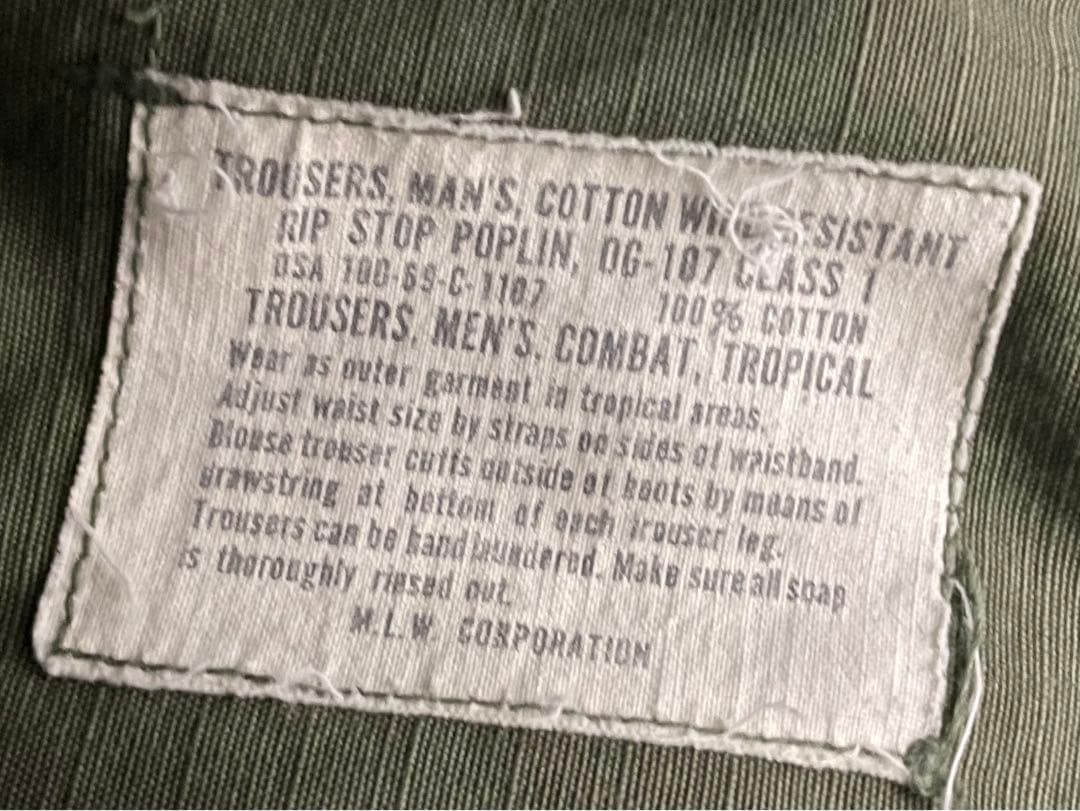 TROUSERS, MAN'S, COTTON WIND RESISTANT
RIP STOP POPLIN, OG-107 CLASS 1
DSA 100-69-C-1107 100% COTTON
TROUSERS, MEN'S, COMBAT, TROPICAL
Wear as outer garment in tropical areas.
Adjust waist size by straps on sides of waistband.
Blouse trouser cuffs outside of boots by means of
drawstring at bottom of each trouser leg.
Trousers can be hand laundered. Make sure all soap
is thoroughly rinsed out.
M.L.W. CORPORATION